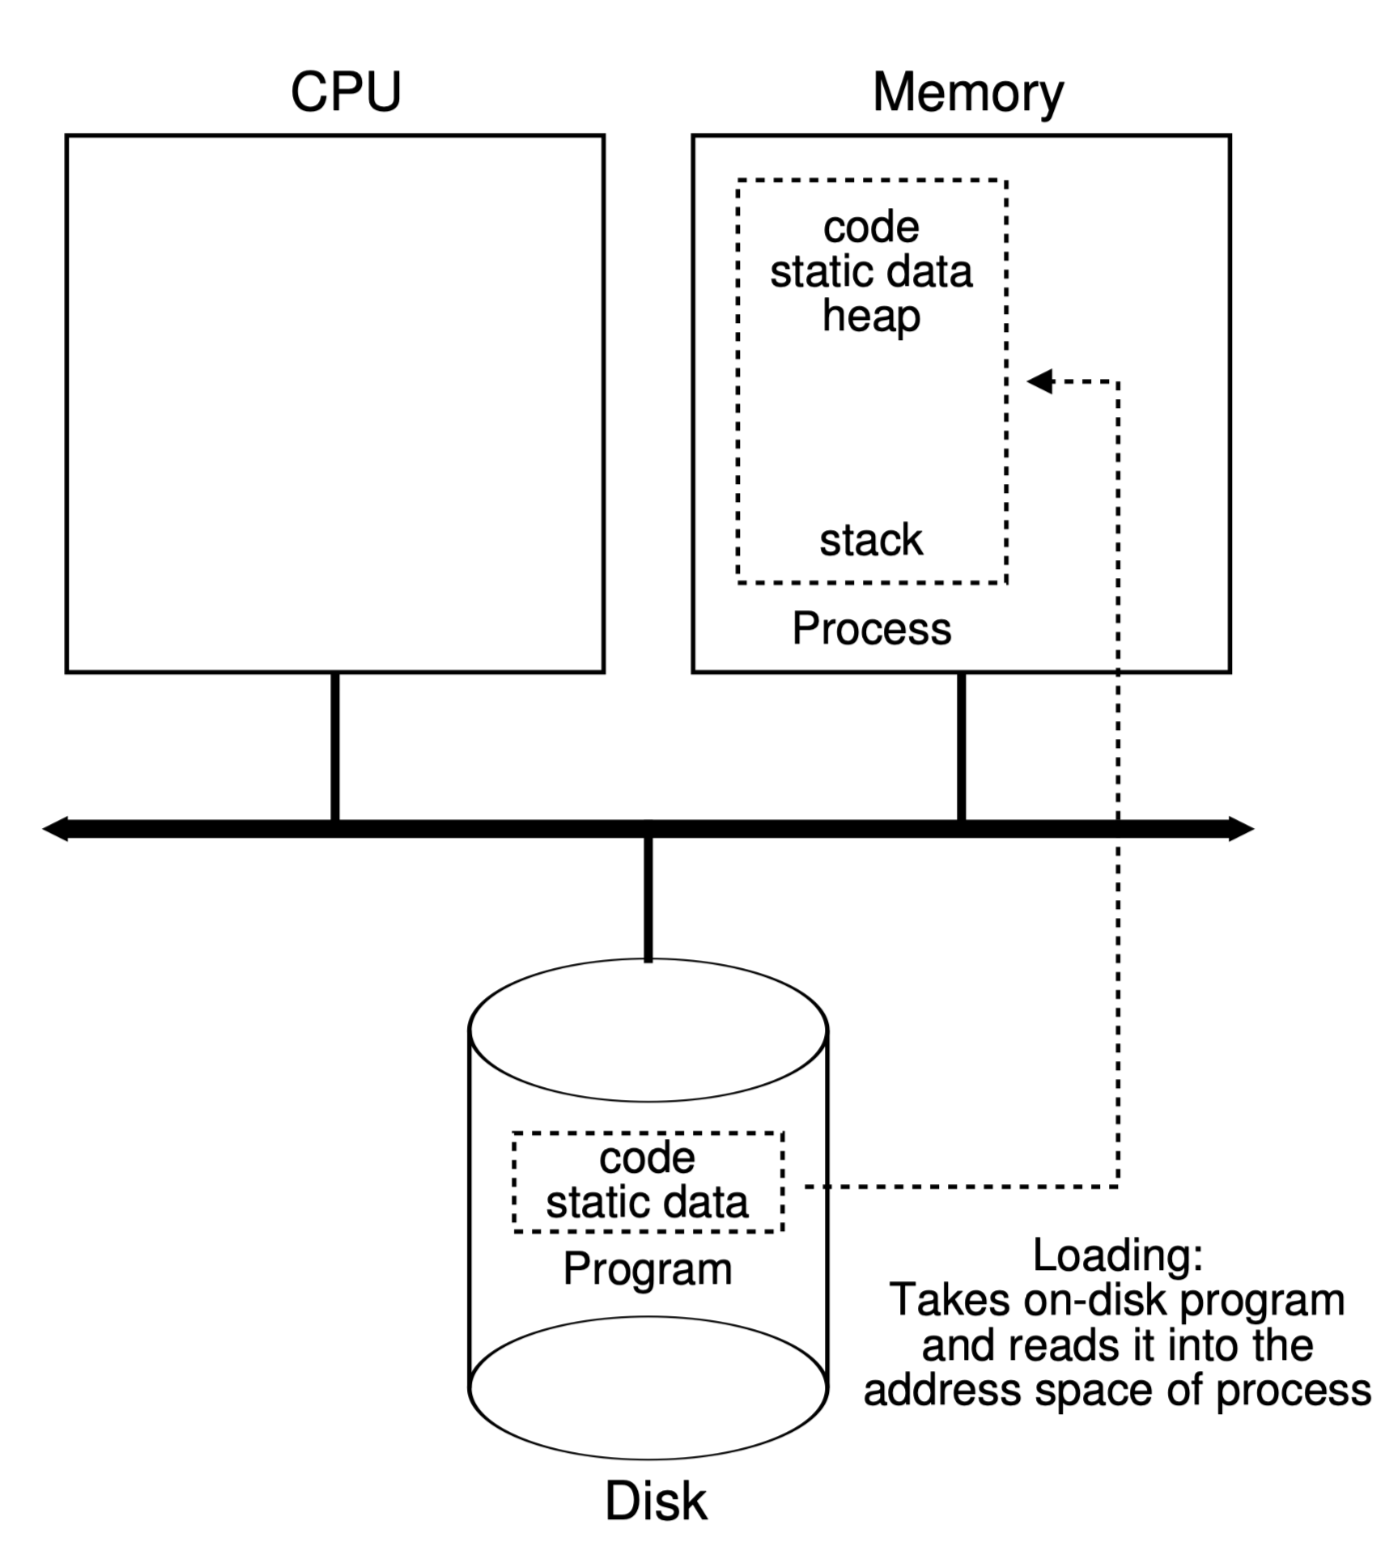 CPU
Memory
code
static data
heap
stack
Process
code
static data
Program
Loading:
Takes on-disk program
and reads it into the
address space of process
Disk